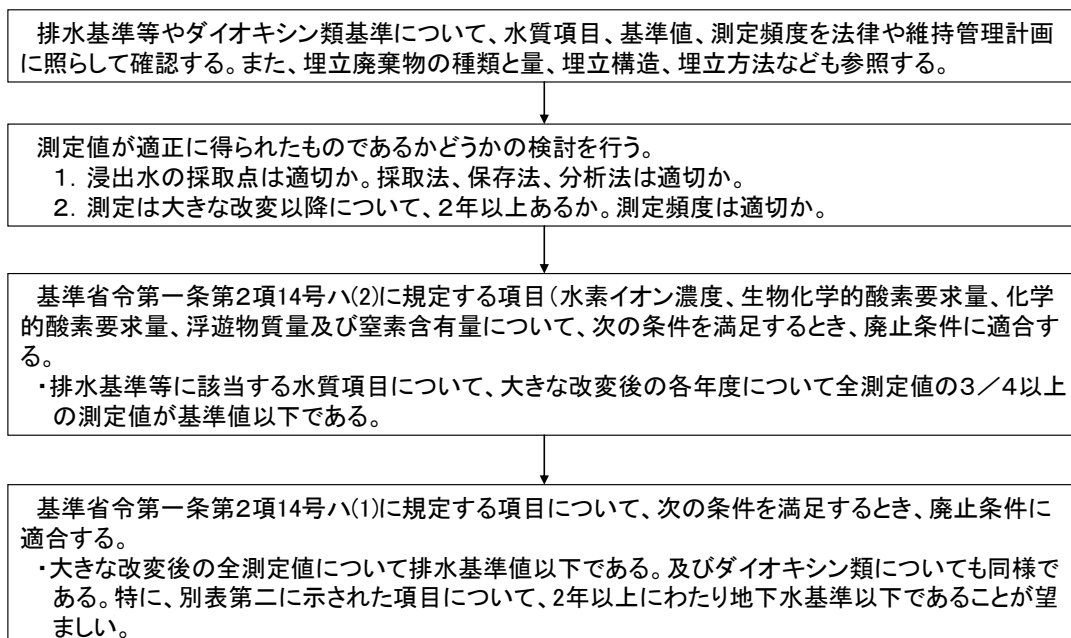 排水基準等やダイオキシン類基準について、水質項目、基準値、測定頻度を法律や維持管理計画
に照らして確認する。また、埋立廃棄物の種類と量、埋立構造、埋立方法なども参照する。
測定値が適正に得られたものであるかどうかの検討を行う。
1．浸出水の採取点は適切か。採取法、保存法、分析法は適切か。
2．測定は大きな改変以降について、2年以上あるか。測定頻度は適切か。
基準省令第一条第2項14号ハ(2)に規定する項目（水素イオン濃度、生物化学的酸素要求量、化学
的酸素要求量、浮遊物質量及び窒素含有量について、次の条件を満足するとき、廃止条件に適合す
る。
・排水基準等に該当する水質項目について、大きな改変後の各年度について全測定値の3／4以上
の測定値が基準値以下である。
基準省令第一条第2項14号ハ(1)に規定する項目について、次の条件を満足するとき、廃止条件に
適合する。
・大きな改変後の全測定値について排水基準値以下である。及びダイオキシン類についても同様で
ある。特に、別表第二に示された項目について、2年以上にわたり地下水基準以下であることが望
ましい。